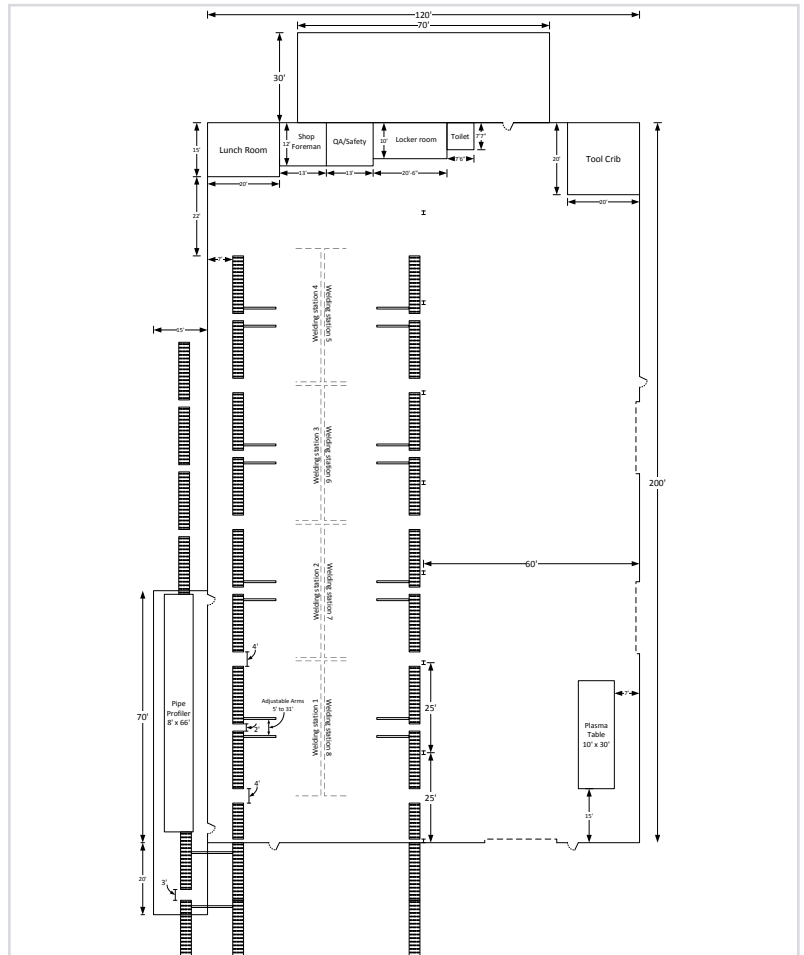 120'
70'
30'
15'
Lunch Room
12'
Shop
Foreman
QA/Safety
10'
Locker room
Toilet
7'7"
20'
Tool Crib
20'
13'
13'
20'-6"
7'6"
20'
22'
7'
15'
Welding station 4
Welding station 5
Welding station 3
Welding station 6
200'
60'
Welding station 2
Welding station 7
4'
70'
Pipe
Profiler
8' x 66'
Adjustable Arms
5' to 31'
2'
Welding station 1
Welding station 8
25'
7'
Plasma
Table
10' x 30'
4'
25'
15'
20'
3'